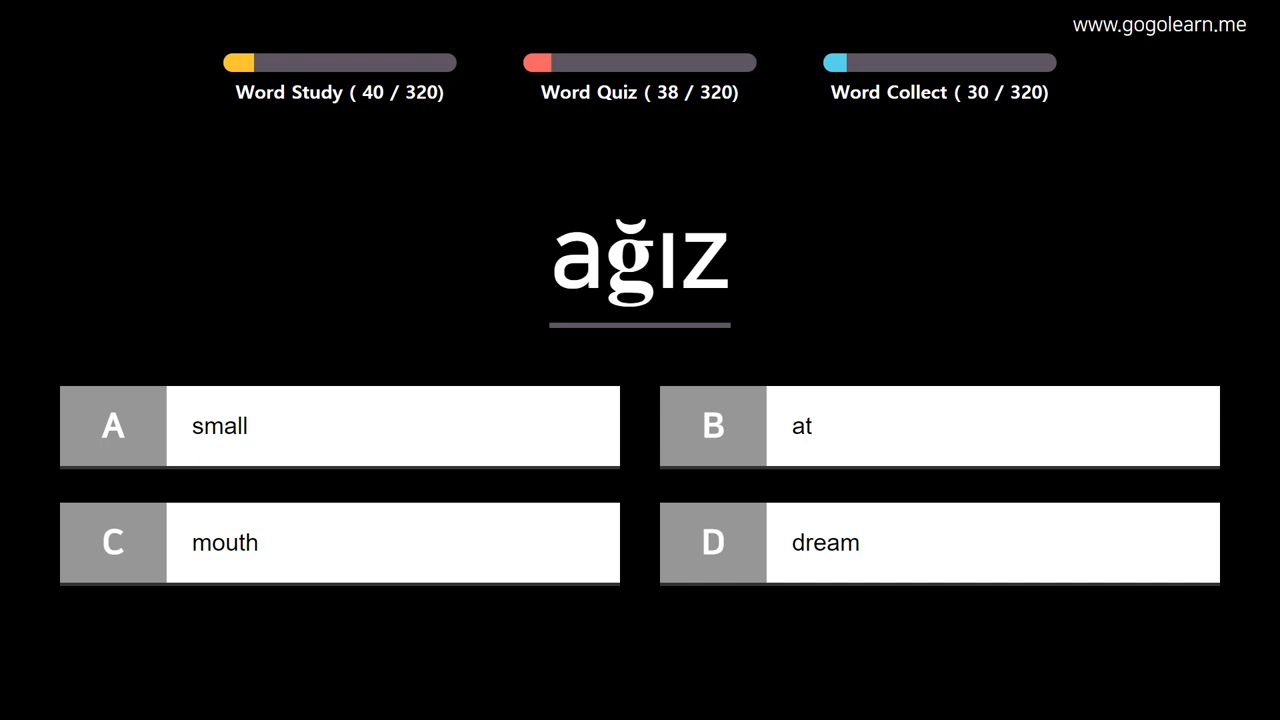 www.gogolearn.me
Word Study ( 40 / 320)
Word Quiz ( 38 / 320)
Word Collect ( 30 / 320)
ağız
A small
B at
C mouth
D dream